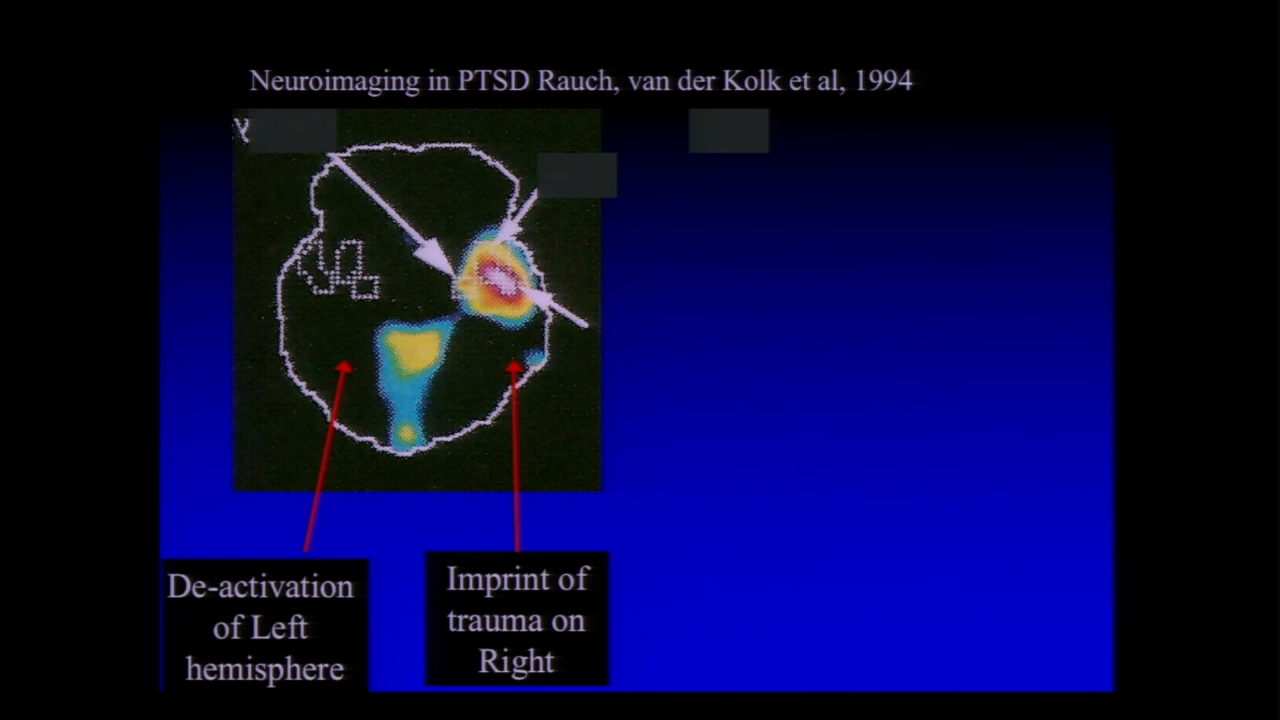 Neuroimaging in PTSD Rauch, van der Kolk et al, 1994
De-activation
of Left
hemisphere
Imprint of
trauma on
Right